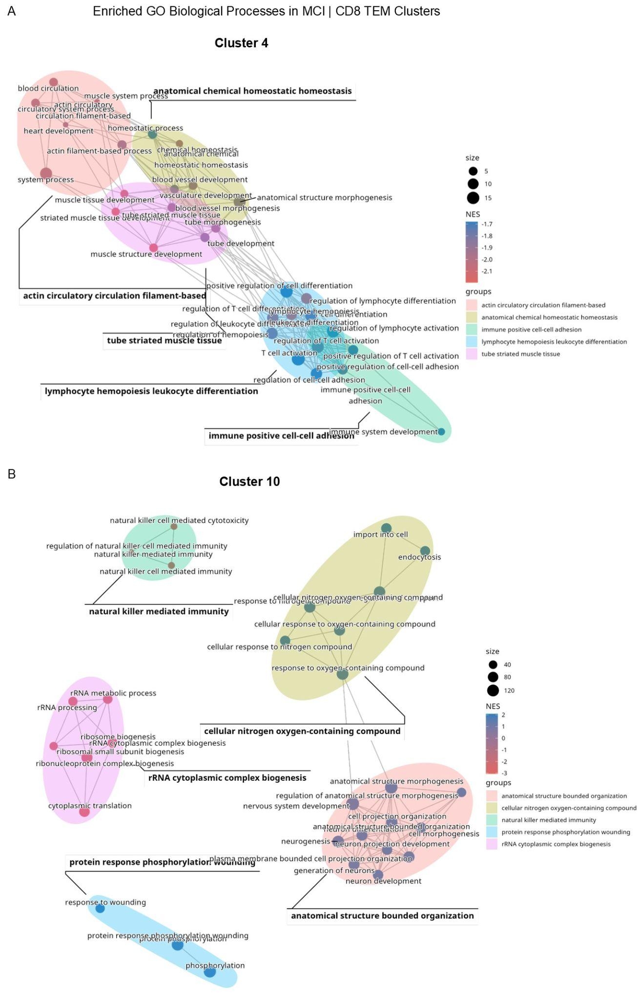 A
Enriched GO Biological Processes in MCI | CD8 TEM Clusters
Cluster 4
blood circulation
anatomical chemical homeostatic homeostasis
muscle system process
actin circulatory
circulatory system process
circulation filament-based
homeostatic process
heart development
actin filament-based process
chemical homeostasis
anatomical chemical
homeostatic homeostasis
system process
blood vessel development
vasculature development
anatomical structure morphogenesis
muscle tissue development
blood vessel morphogenesis
striated muscle tissue development
tube striated muscle tissue
tube morphogenesis
tube development
muscle structure development
positive regulation of cell differentiation
actin circulatory circulation filament-based
regulation of lymphocyte differentiation
regulation of T cell differentiation
lymphocyte hemopoiesis
T cell differentiation
regulation of leukocyte differentiation
leukocyte differentiation
regulation of lymphocyte activation
regulation of hemopoiesis
tube striated muscle tissue
regulation of T cell activation
T cell activation
positive regulation of T cell activation
positive regulation of cell-cell adhesion
regulation of cell-cell adhesion
lymphocyte hemopoiesis leukocyte differentiation
immune positive cell-cell
adhesion
immune system development
immune positive cell-cell adhesion
size
5
10
15
NES
-1.7
-1.8
-1.9
-2.0
-2.1
groups
actin circulatory circulation filament-based
anatomical chemical homeostatic homeostasis
immune positive cell-cell adhesion
lymphocyte hemopoiesis leukocyte differentiation
tube striated muscle tissue
B
Cluster 10
natural killer cell mediated cytotoxicity
regulation of natural killer cell mediated immunity
natural killer mediated immunity
natural killer cell mediated immunity
natural killer mediated immunity
import into cell
endocytosis
cellular nitrogen oxygen-containing compound
response to nitrogen compound
cellular response to oxygen-containing compound
cellular response to nitrogen compound
response to oxygen-containing compound
cellular nitrogen oxygen-containing compound
rRNA metabolic process
rRNA processing
ribosome biogenesis
rRNA cytoplasmic complex biogenesis
ribosomal small subunit biogenesis
ribonucleoprotein complex biogenesis
rRNA cytoplasmic complex biogenesis
cytoplasmic translation
anatomical structure morphogenesis
regulation of anatomical structure morphogenesis
nervous system development
cell projection organization
anatomical structure bounded organization
neuron differentiation
cell morphogenesis
neurogenesis
neuron projection development
plasma membrane bounded cell projection organization
generation of neurons
neuron development
anatomical structure bounded organization
protein response phosphorylation wounding
response to wounding
protein response phosphorylation wounding
protein phosphorylation
phosphorylation
size
40
80
120
NES
2
1
0
-1
-2
-3
groups
anatomical structure bounded organization
cellular nitrogen oxygen-containing compound
natural killer mediated immunity
protein response phosphorylation wounding
rRNA cytoplasmic complex biogenesis